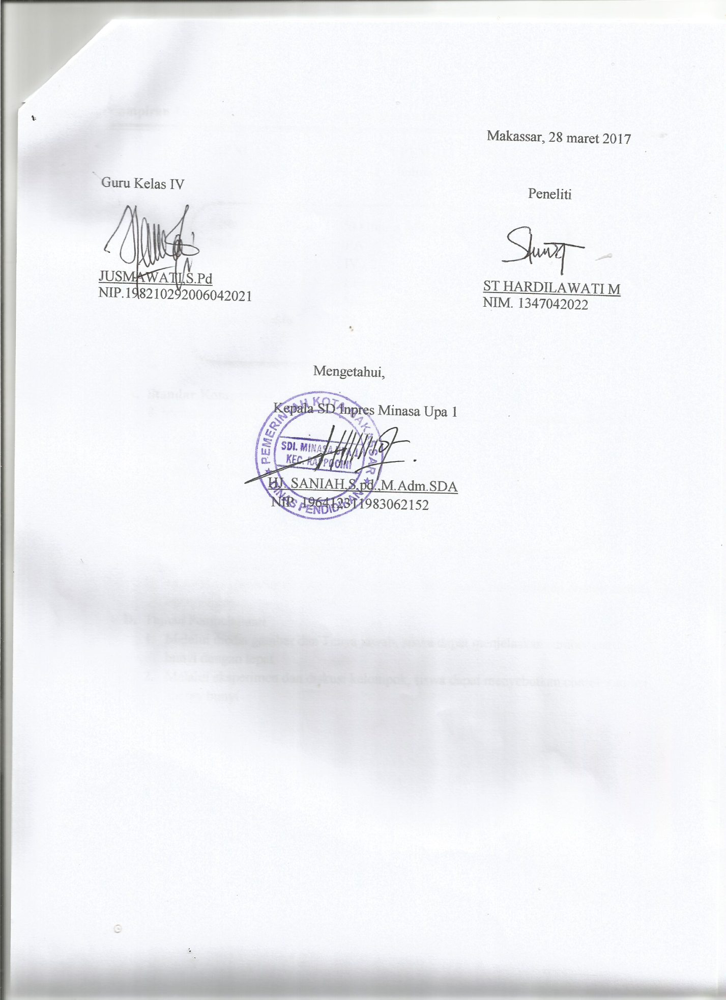 Makassar, 28 maret 2017
Guru Kelas IV
Peneliti
JUSMAWATI,S.Pd
NIP.198210292006042021
ST HARDILAWATI M
NIM. 1347042022
Mengetahui,
Kepala SD Inpres Minasa Upa 1
PEMERINTAH KOTA MAKASSAR
SDI. MINASA UPA 1
KEC. RAPPOCINI
DINAS PENDIDIKAN
HJ. SANIAH,S.pd.,M.Adm.SDA
NIP. 196412311983062152